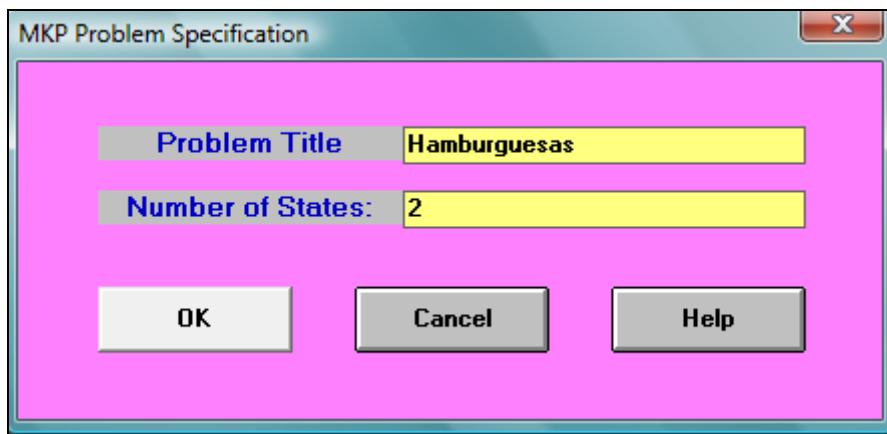 MKP Problem Specification
Problem Title Hamburguesas
Number of States: 2
OK Cancel Help